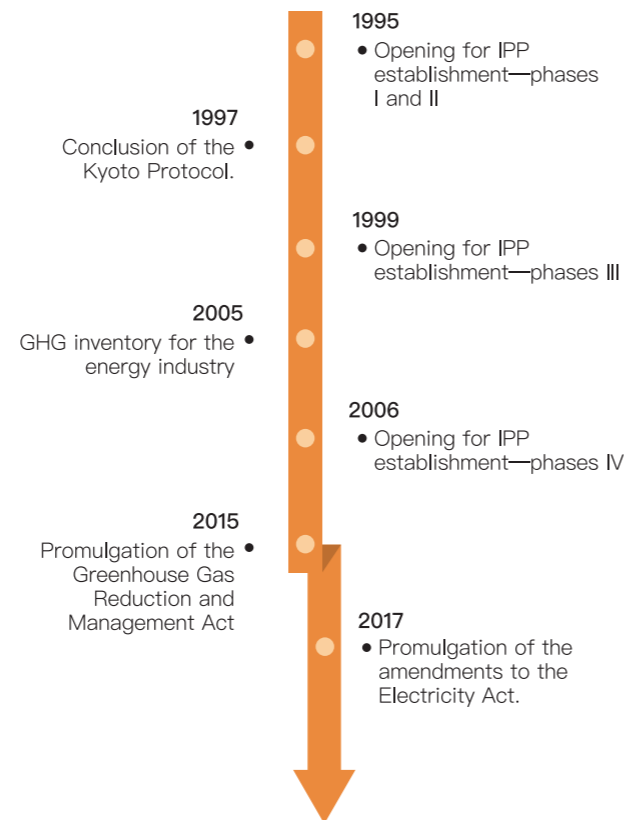 1995
• Opening for IPP
establishment—phases
I and II
1997
Conclusion of the •
Kyoto Protocol.
1999
• Opening for IPP
establishment—phases III
2005
GHG inventory for the •
energy industry
2006
• Opening for IPP
establishment—phases IV
2015
Promulgation of the •
Greenhouse Gas
Reduction and
Management Act
2017
• Promulgation of the
amendments to the
Electricity Act.